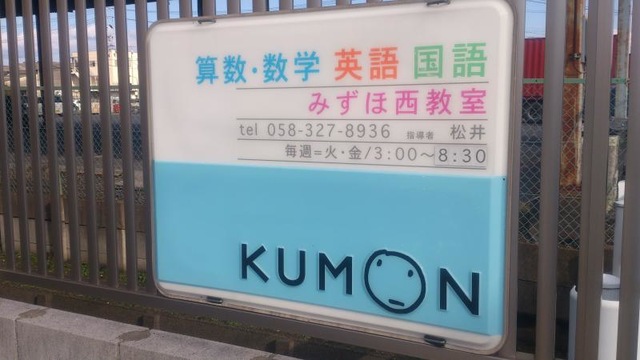 算数・数学 英語 国語
みずほ西教室
tel 058-327-8936 指導者 松井
毎週=火・金/3:00～8:30
KUMON